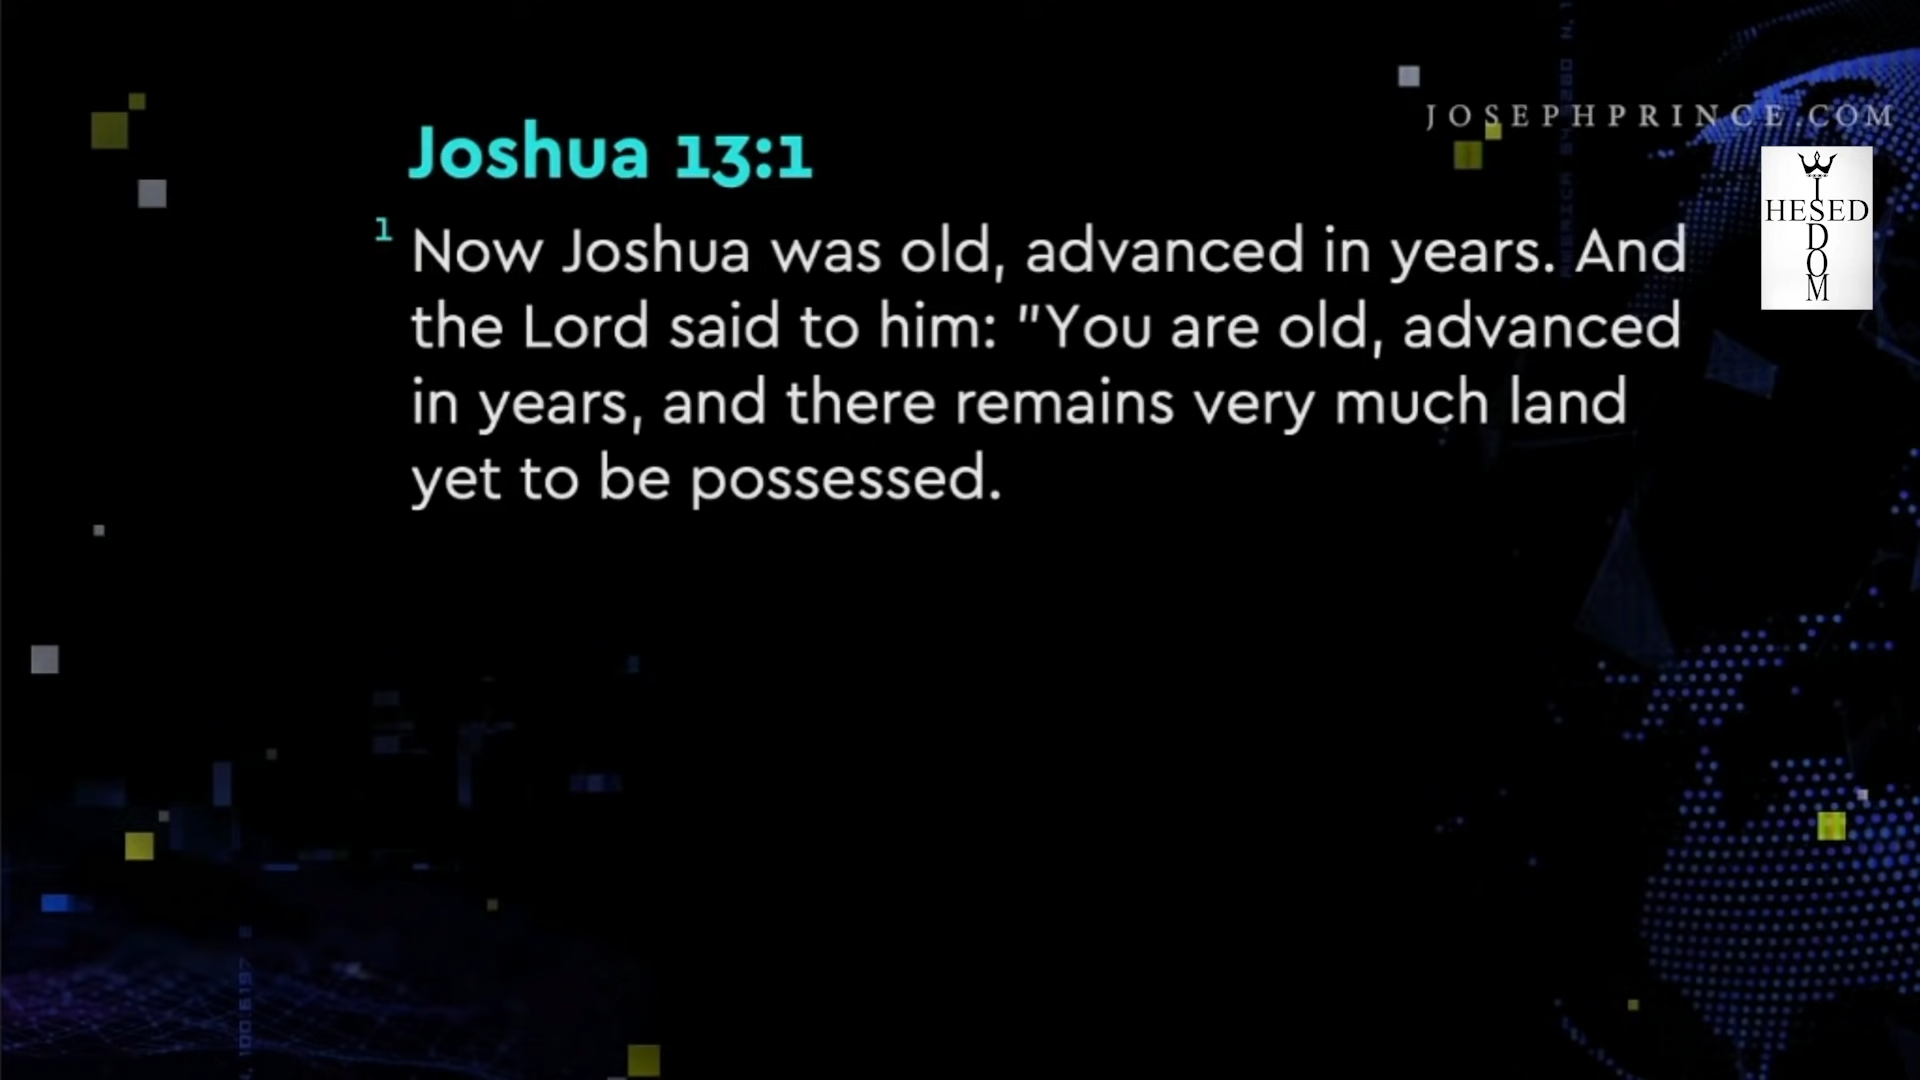 JOSEPHPRINCE.COM
Joshua 13:1
1 Now Joshua was old, advanced in years. And
the Lord said to him: "You are old, advanced
in years, and there remains very much land
yet to be possessed.
HESED
ISDOM